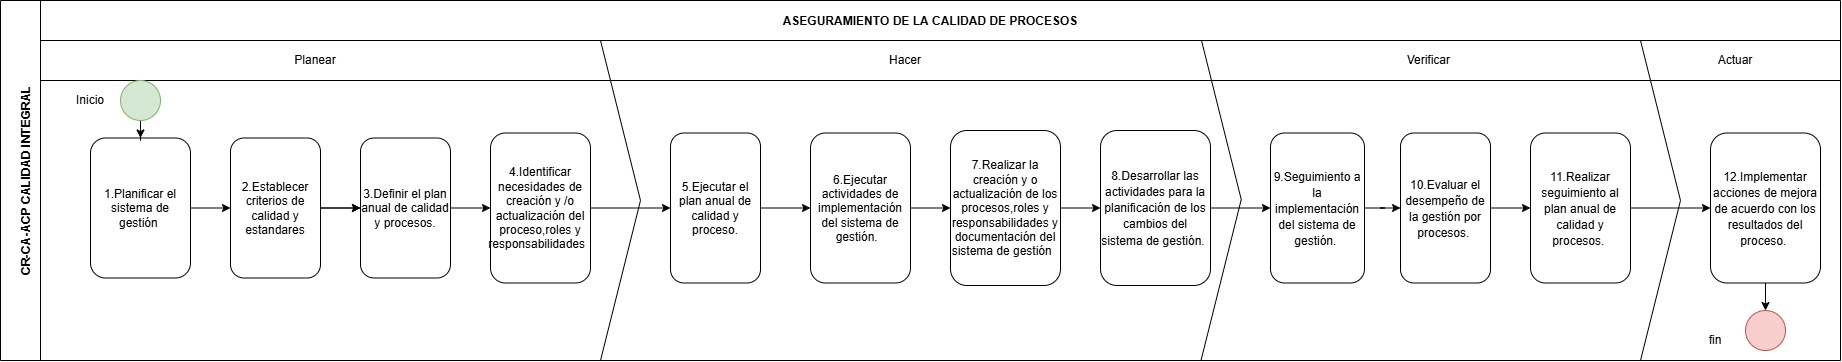 ASEGURAMIENTO DE LA CALIDAD DE PROCESOS
CR-CA-ACP CALIDAD INTEGRAL
Planear
Hacer
Verificar
Actuar
Inicio
1.Planificar el
sistema de
gestión
2.Establecer
criterios de
calidad y
estandares
3.Definir el plan
anual de calidad
y procesos.
4.Identificar
necesidades de
creación y /o
actualización del
proceso,roles y
responsabilidades
5.Ejecutar el
plan anual de
calidad y
proceso.
6.Ejecutar
actividades de
implementación
del sistema de
gestión.
7.Realizar la
creación y o
actualización de los
procesos,roles y
responsabilidades y
documentación del
sistema de gestión
8.Desarrollar las
actividades para la
planificación de los
cambios del
sistema de gestión.
9.Seguimiento a
la
implementación
del sistema de
gestión.
10.Evaluar el
desempeño de
la gestión por
procesos.
11.Realizar
seguimiento al
plan anual de
calidad y
procesos.
12.Implementar
acciones de mejora
de acuerdo con los
resultados del
proceso.
fin